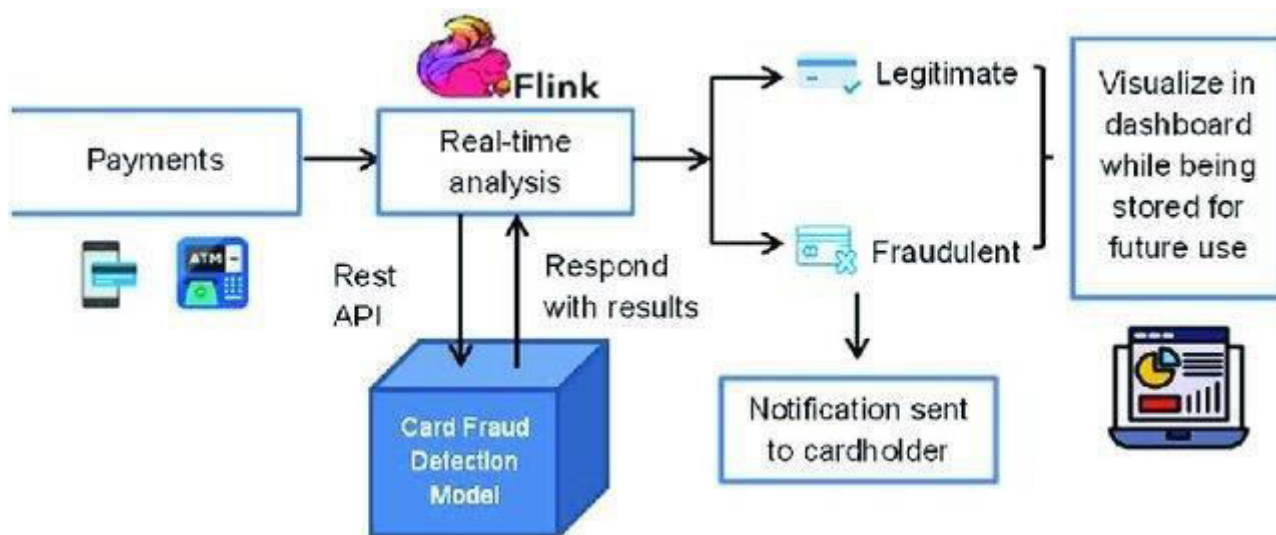 Flink
Payments
Real-time
analysis
ATM
Rest
API
Respond
with results
Card Fraud
Detection
Model
Legitimate
Fraudulent
Notification sent
to cardholder
Visualize in
dashboard
while being
stored for
future use